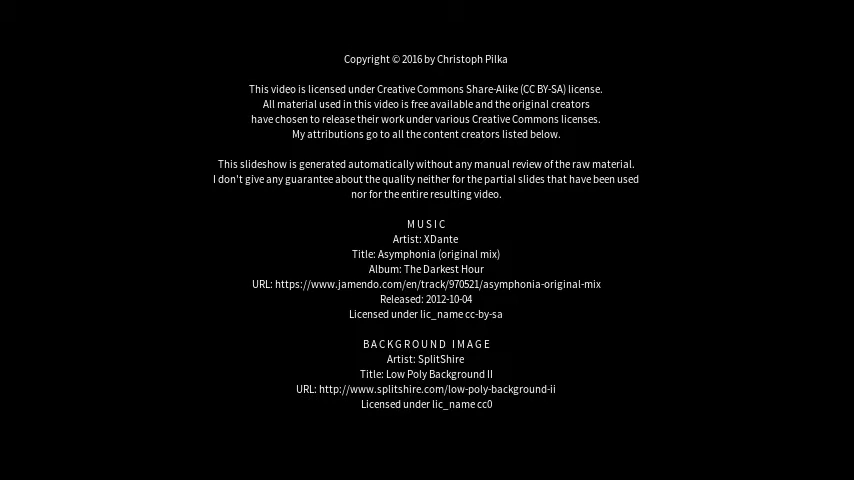 Copyright © 2016 by Christoph Pilka
This video is licensed under Creative Commons Share-Alike (CC BY-SA) license.
All material used in this video is free available and the original creators
have chosen to release their work under various Creative Commons licenses.
My attributions go to all the content creators listed below.
This slideshow is generated automatically without any manual review of the raw material.
I don't give any guarantee about the quality neither for the partial slides that have been used
nor for the entire resulting video.
MUSIC
Artist: XDante
Title: Asymphonia (original mix)
Album: The Darkest Hour
URL: https://www.jamendo.com/en/track/970521/asymphonia-original-mix
Released: 2012-10-04
Licensed under lic_name cc-by-sa
BACKGROUND IMAGE
Artist: SplitShire
Title: Low Poly Background II
URL: http://www.splitshire.com/low-poly-background-ii
Licensed under lic_name cc0